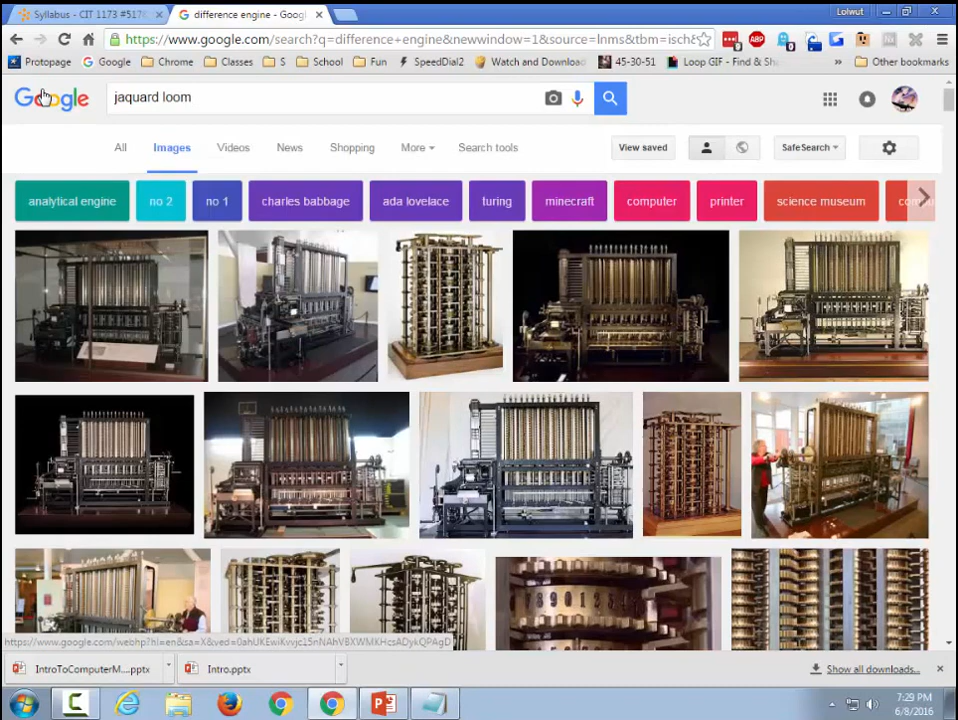 Syllabus - CIT 1173 #5178
difference engine - Goog
Lolwut
https://www.google.com/search?q=difference+engine&newwindow=1&source=lnms&tbm=isch&
Protopage
Google
Chrome
Classes
S
School
Fun
SpeedDial2
Watch and Download
45-30-51
Loop GIF - Find & Sh
»
Other bookmarks
Google
jaquard loom
All
Images
Videos
News
Shopping
More
Search tools
View saved
SafeSearch
analytical engine
no 2
no 1
charles babbage
ada lovelace
turing
minecraft
computer
printer
science museum
IntroToComputerM....pptx
Intro.pptx
Show all downloads...
7:29 PM
6/8/2016